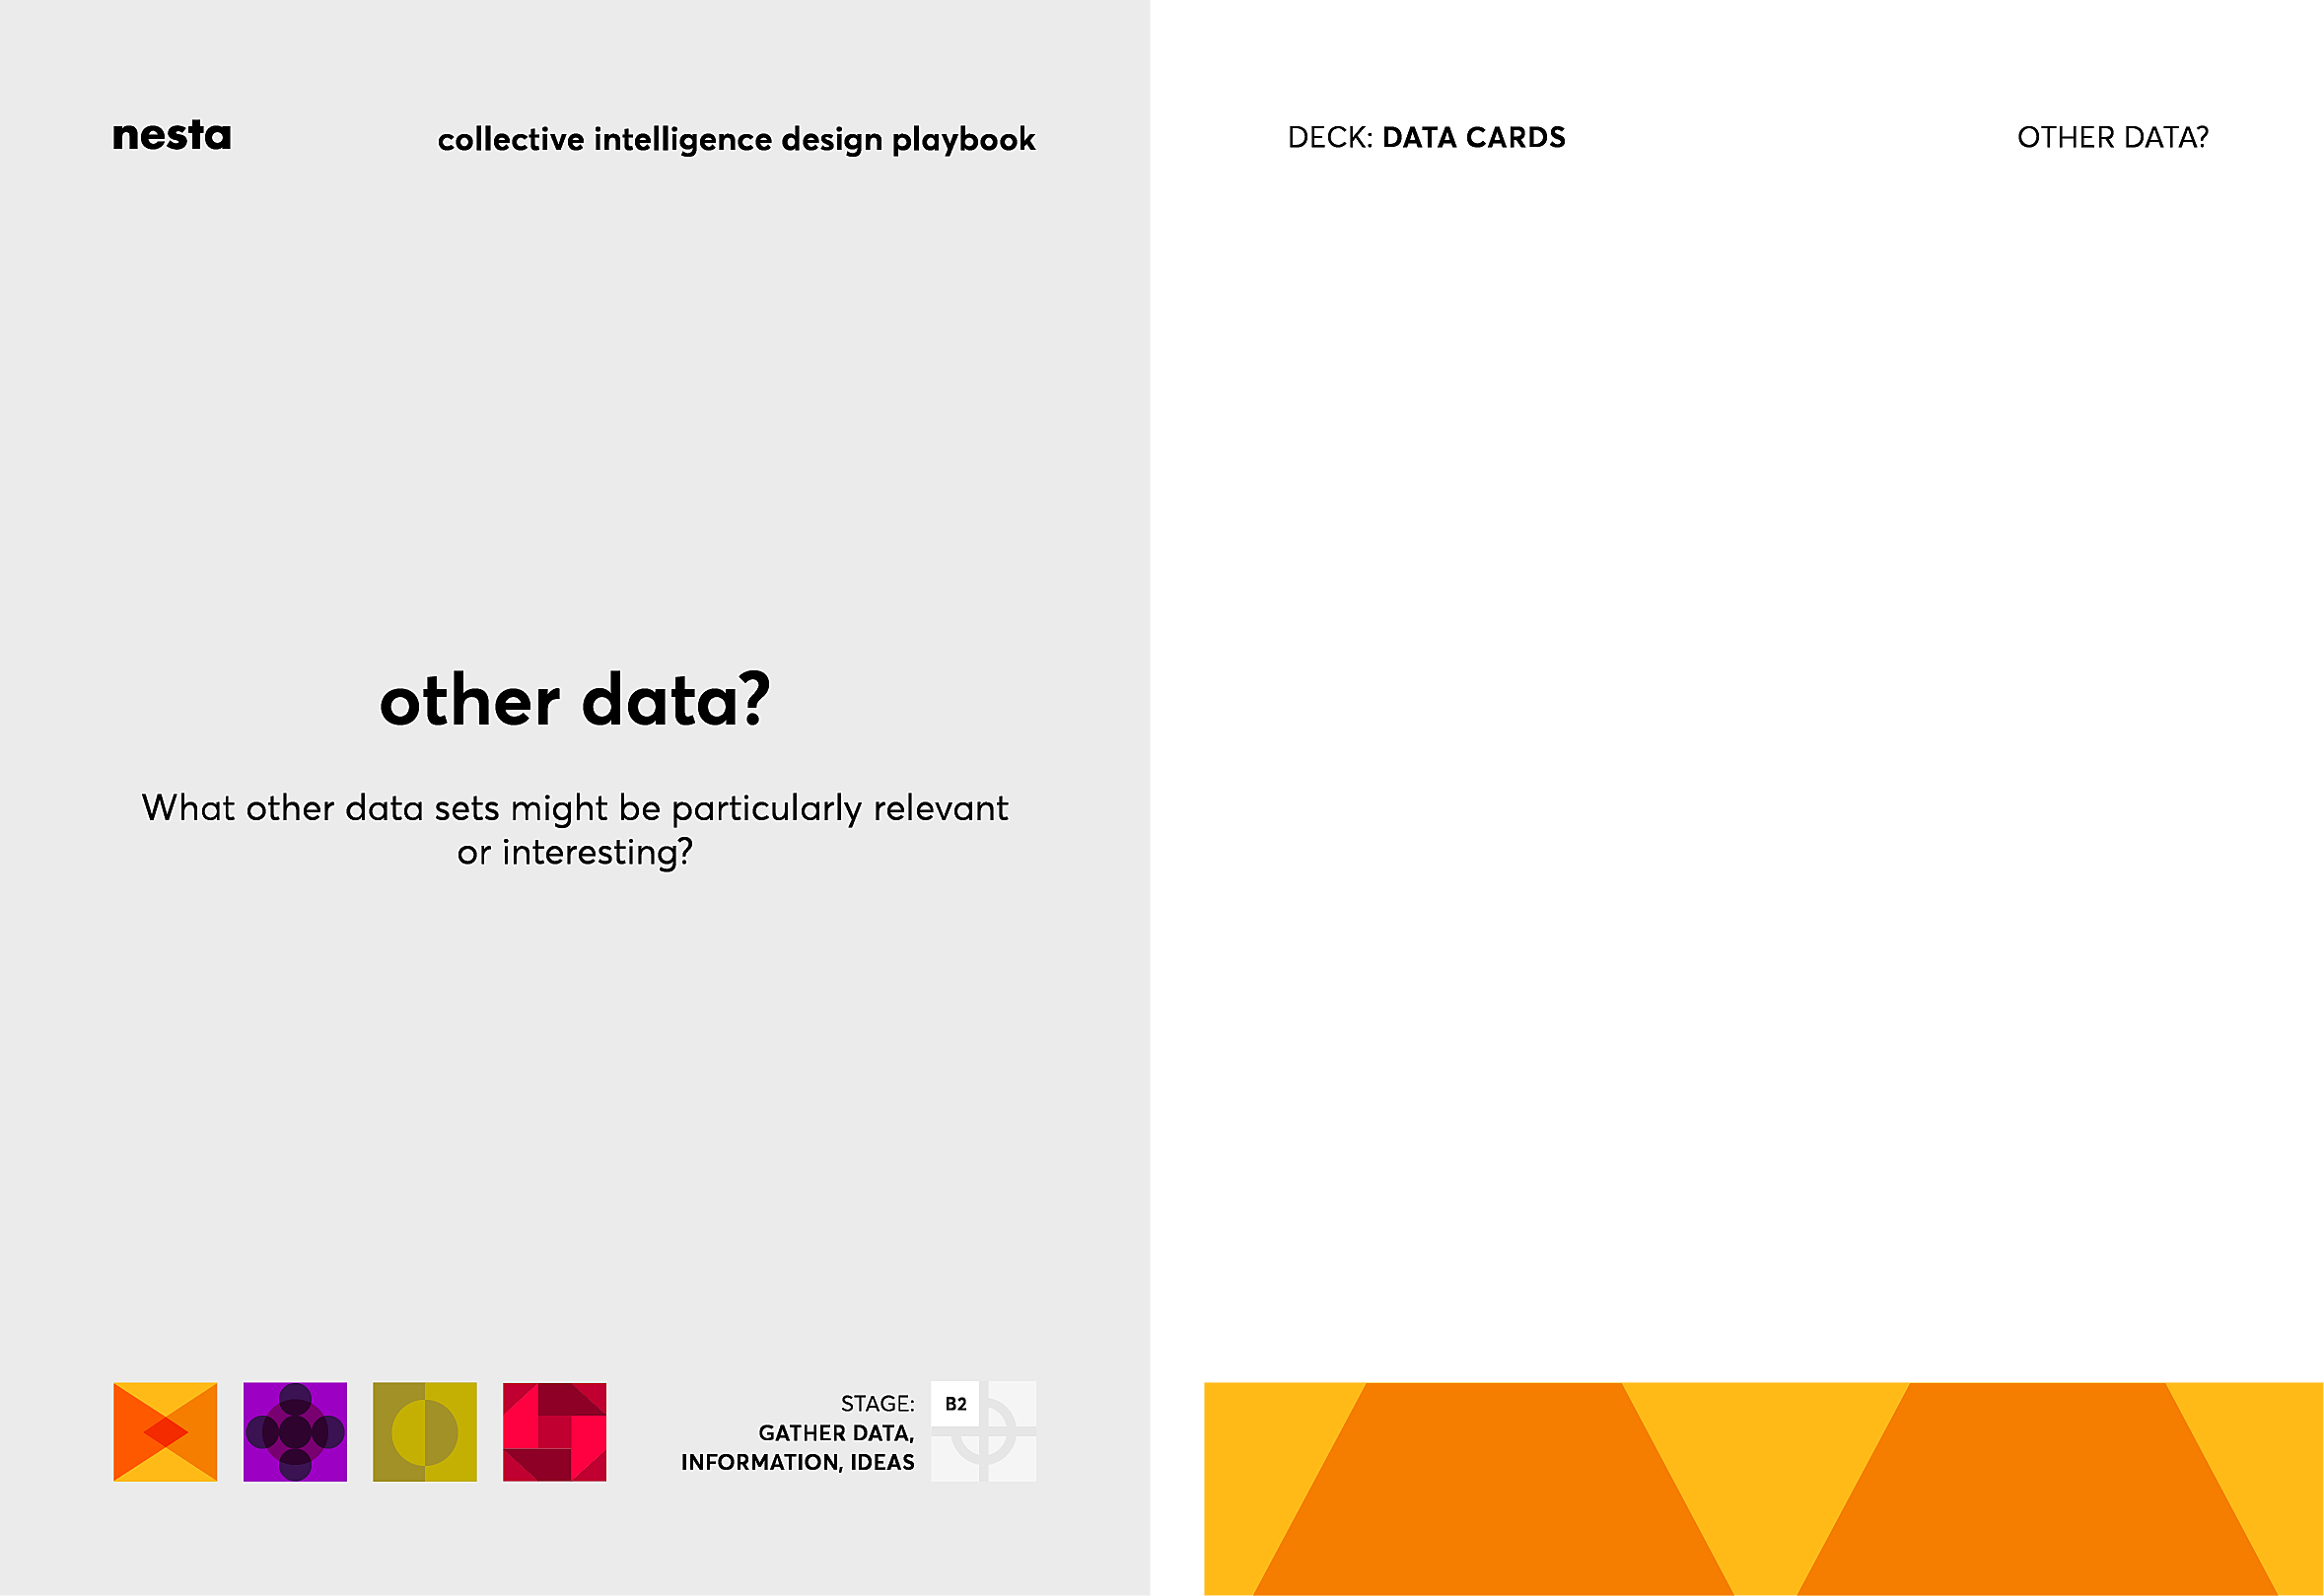 nesta
collective intelligence design playbook
other data?
What other data sets might be particularly relevant
or interesting?
STAGE:
GATHER DATA,
INFORMATION, IDEAS
B2
DECK: DATA CARDS
OTHER DATA?